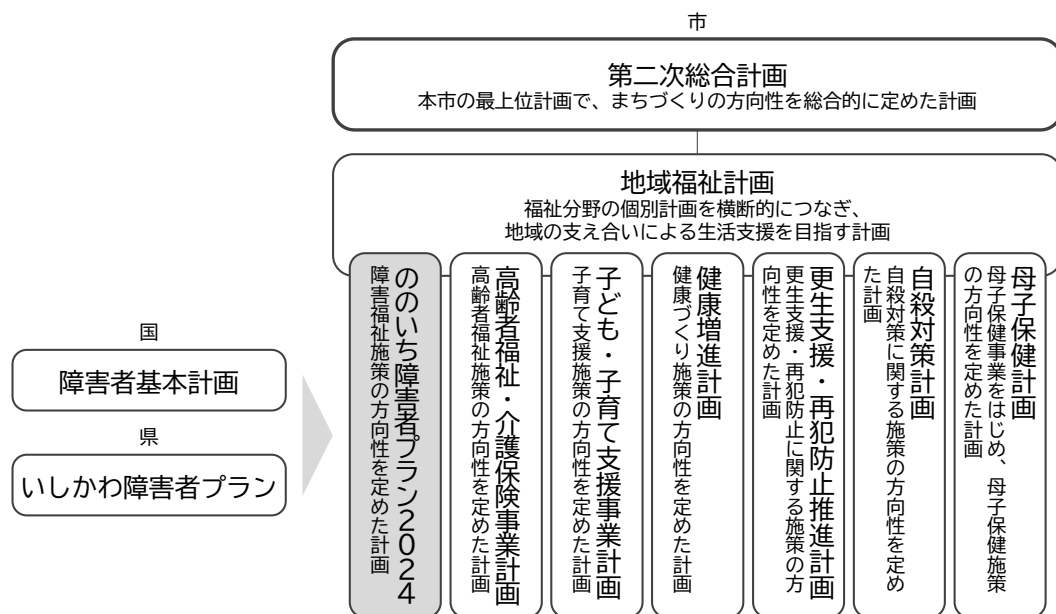 市
第二次総合計画
本市の最上位計画で、まちづくりの方向性を総合的に定めた計画
地域福祉計画
福祉分野の個別計画を横断的につなぎ、
地域の支え合いによる生活支援を目指す計画
国
障害者基本計画
県
いしかわ障害者プラン
ののいち障害者プラン2024
障害福祉施策の方向性を定めた計画
高齢者福祉・介護保険事業計画
高齢者福祉施策の方向性を定めた計画
子ども・子育て支援事業計画
子育て支援施策の方向性を定めた計画
健康増進計画
健康づくり施策の方向性を定めた計画
更生支援・再犯防止推進計画
更生支援・再犯防止に関する施策の方
向性を定めた計画
自殺対策計画
自殺対策に関する施策の方向性を定め
た計画
母子保健計画
母子保健事業をはじめ、母子保健施策
の方向性を定めた計画